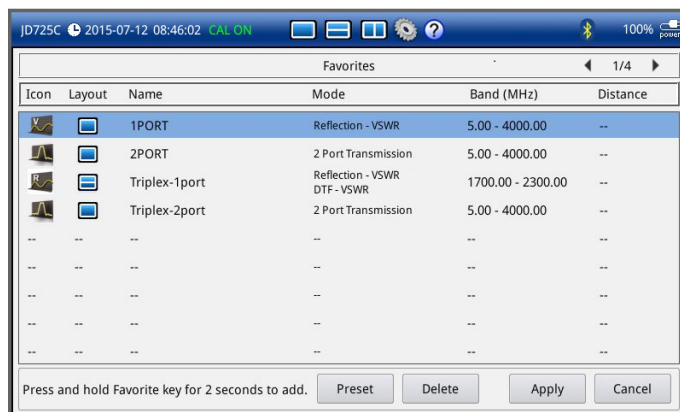 JD725C 2015-07-12 08:46:02 CAL ON ? 100% power
Favorites 1/4
Icon Layout Name Mode Band (MHz) Distance
V 1PORT Reflection - VSWR 5.00 - 4000.00 --
2PORT 2 Port Transmission 5.00 - 4000.00 --
R Triplex-1port Reflection - VSWR 1700.00 - 2300.00 --
DTF - VSWR
Triplex-2port 2 Port Transmission 5.00 - 4000.00 --
-- -- -- -- -- --
-- -- -- -- -- --
-- -- -- -- -- --
-- -- -- -- -- --
-- -- -- -- -- --
Press and hold Favorite key for 2 seconds to add. Preset Delete Apply Cancel